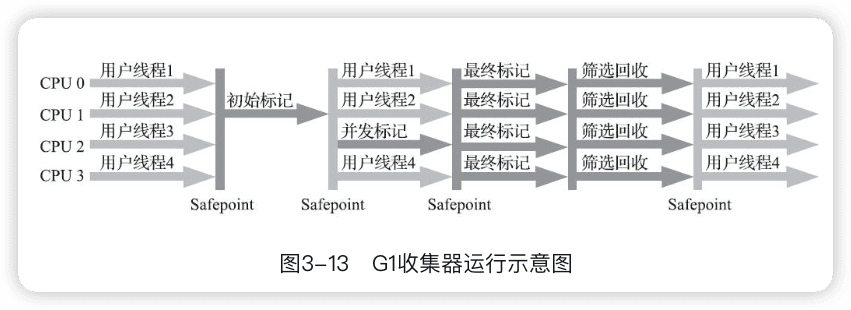 CPU 0 用户线程1 用户线程1 最终标记 筛选回收 用户线程1
CPU 1 用户线程2 初始标记 用户线程2 最终标记 筛选回收 用户线程2
CPU 2 用户线程3 并发标记 最终标记 筛选回收 用户线程3
CPU 3 用户线程4 用户线程4 最终标记 筛选回收 用户线程4
Safepoint Safepoint Safepoint Safepoint
图3-13 G1收集器运行示意图